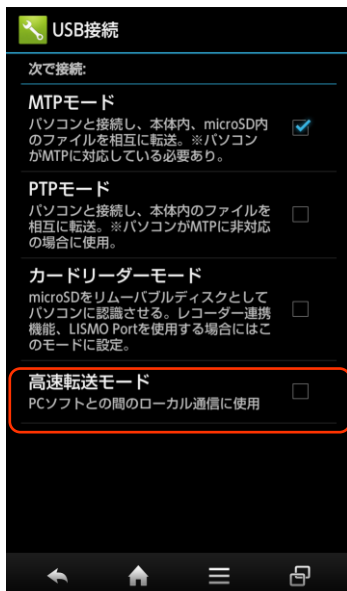 USB接続
次で接続:
MTPモード
パソコンと接続し、本体内、microSD内
のファイルを相互に転送。※パソコン
がMTPに対応している必要あり。
PTPモード
パソコンと接続し、本体内のファイルを
相互に転送。※パソコンがMTPに非対応
の場合に使用。
カードリーダーモード
microSDをリムーバブルディスクとして
パソコンに認識させる。レコーダー連携
機能、LISMO Portを使用する場合にはこ
のモードに設定。
高速転送モード
PCソフトとの間のローカル通信に使用